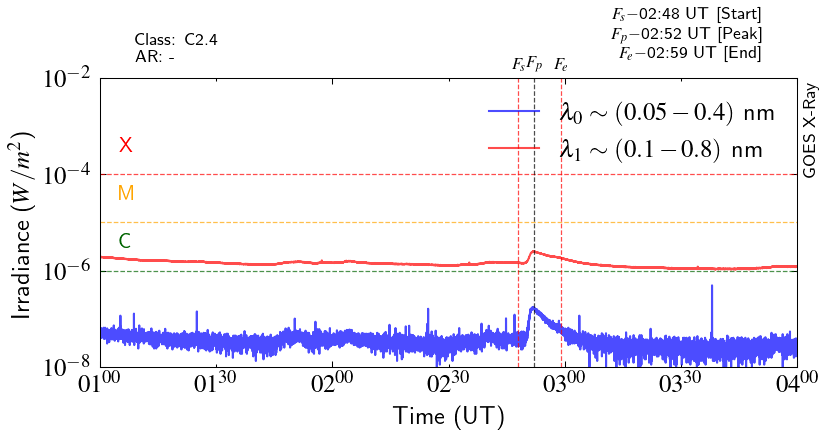 F_s−02:48 UT [Start]
F_p−02:52 UT [Peak]
F_e−02:59 UT [End]
Class: C2.4
AR: -
F_s F_p F_e
10^{-2}
10^{-4}
10^{-6}
10^{-8}
Irradiance (W/m^2)
X
M
C
λ_0 ∼ (0.05 − 0.4) nm
λ_1 ∼ (0.1 − 0.8) nm
GOES X-Ray
01^{00} 01^{30} 02^{00} 02^{30} 03^{00} 03^{30} 04^{00}
Time (UT)